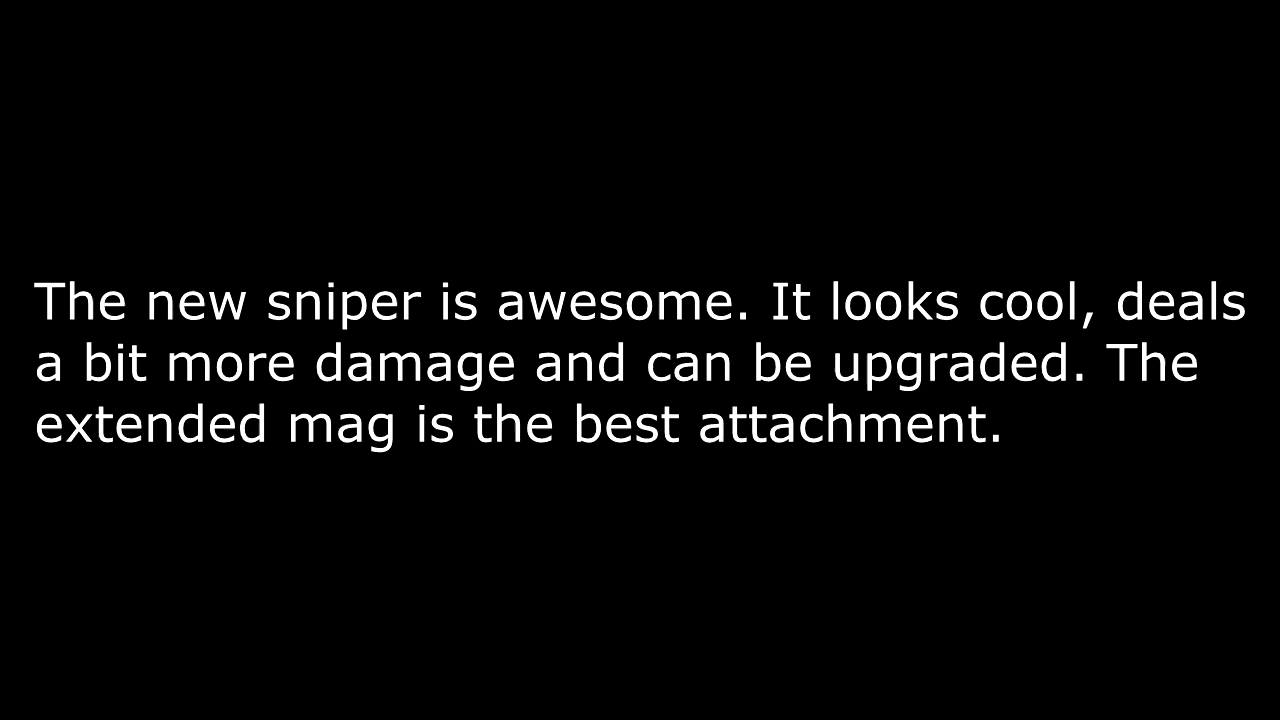 The new sniper is awesome. It looks cool, deals
a bit more damage and can be upgraded. The
extended mag is the best attachment.